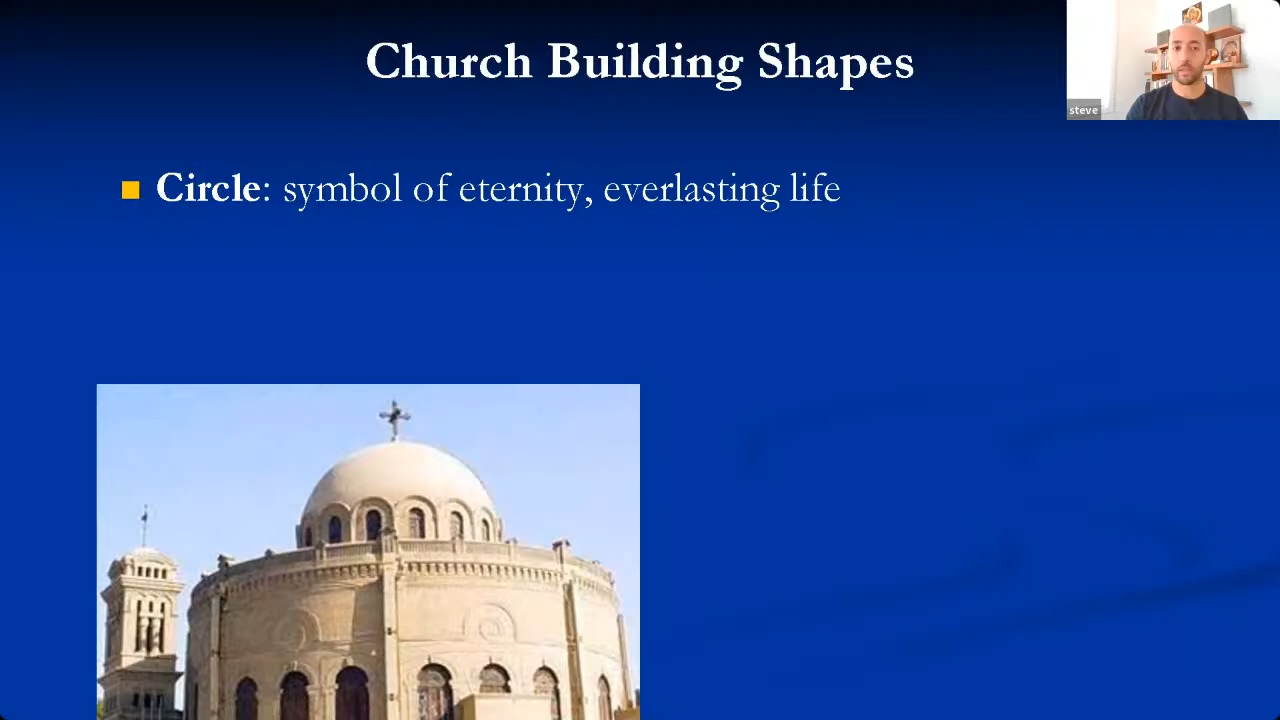 Church Building Shapes
steve
Circle: symbol of eternity, everlasting life